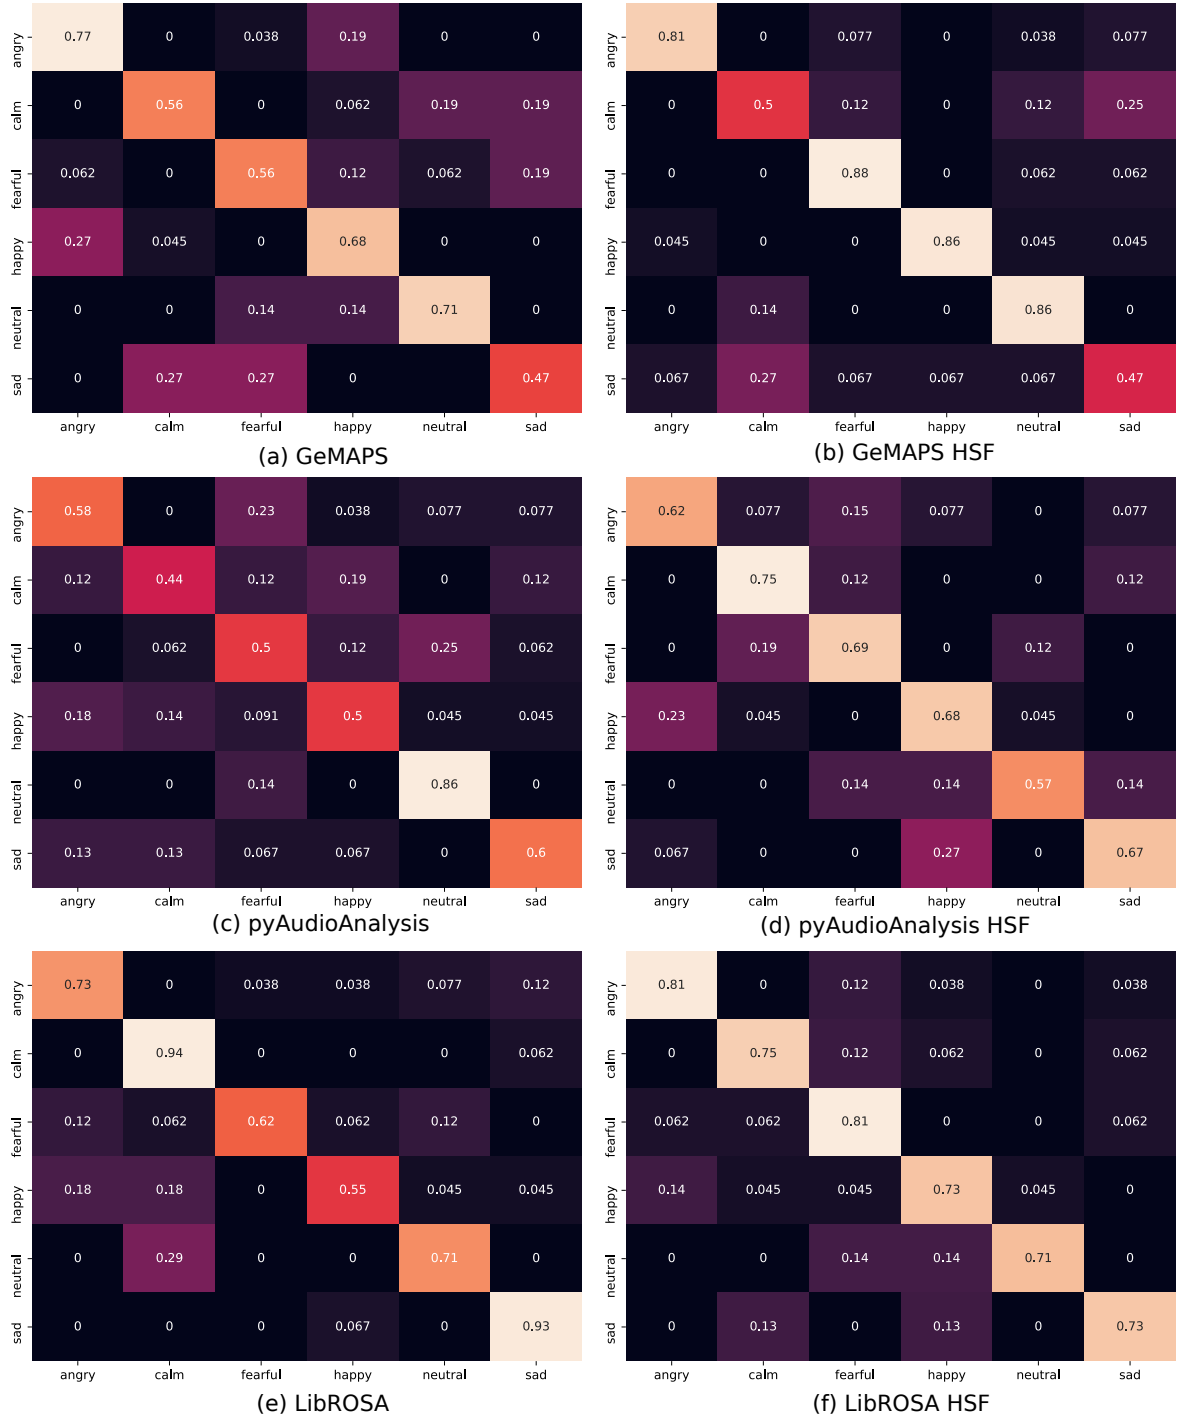 angry 0.77 0 0.038 0.19 0 0
calm 0 0.56 0 0.062 0.19 0.19
fearful 0.062 0 0.56 0.12 0.062 0.19
happy 0.27 0.045 0 0.68 0 0
neutral 0 0 0.14 0.14 0.71 0
sad 0 0.27 0.27 0 0 0.47
angry calm fearful happy neutral sad
(a) GeMAPS
angry 0.81 0 0.077 0 0.038 0.077
calm 0 0.5 0.12 0 0.12 0.25
fearful 0 0 0.88 0 0.062 0.062
happy 0.045 0 0 0.86 0.045 0.045
neutral 0 0.14 0 0 0.86 0
sad 0.067 0.27 0.067 0.067 0.067 0.47
angry calm fearful happy neutral sad
(b) GeMAPS HSF
angry 0.58 0 0.23 0.038 0.077 0.077
calm 0.12 0.44 0.12 0.19 0 0.12
fearful 0 0.062 0.5 0.12 0.25 0.062
happy 0.18 0.14 0.091 0.5 0.045 0.045
neutral 0 0 0.14 0 0.86 0
sad 0.13 0.13 0.067 0.067 0 0.6
angry calm fearful happy neutral sad
(c) pyAudioAnalysis
angry 0.62 0.077 0.15 0.077 0 0.077
calm 0 0.75 0.12 0 0 0.12
fearful 0 0.19 0.69 0 0.12 0
happy 0.23 0.045 0 0.68 0.045 0
neutral 0 0 0.14 0.14 0.57 0.14
sad 0.067 0 0 0.27 0 0.67
angry calm fearful happy neutral sad
(d) pyAudioAnalysis HSF
angry 0.73 0 0.038 0.038 0.077 0.12
calm 0 0.94 0 0 0 0.062
fearful 0.12 0.062 0.62 0.062 0.12 0
happy 0.18 0.18 0 0.55 0.045 0.045
neutral 0 0.29 0 0 0.71 0
sad 0 0 0 0.067 0 0.93
angry calm fearful happy neutral sad
(e) LibROSA
angry 0.81 0 0.12 0.038 0 0.038
calm 0 0.75 0.12 0.062 0 0.062
fearful 0.062 0.062 0.81 0 0 0.062
happy 0.14 0.045 0.045 0.73 0.045 0
neutral 0 0 0.14 0.14 0.71 0
sad 0 0.13 0 0.13 0 0.73
angry calm fearful happy neutral sad
(f) LibROSA HSF